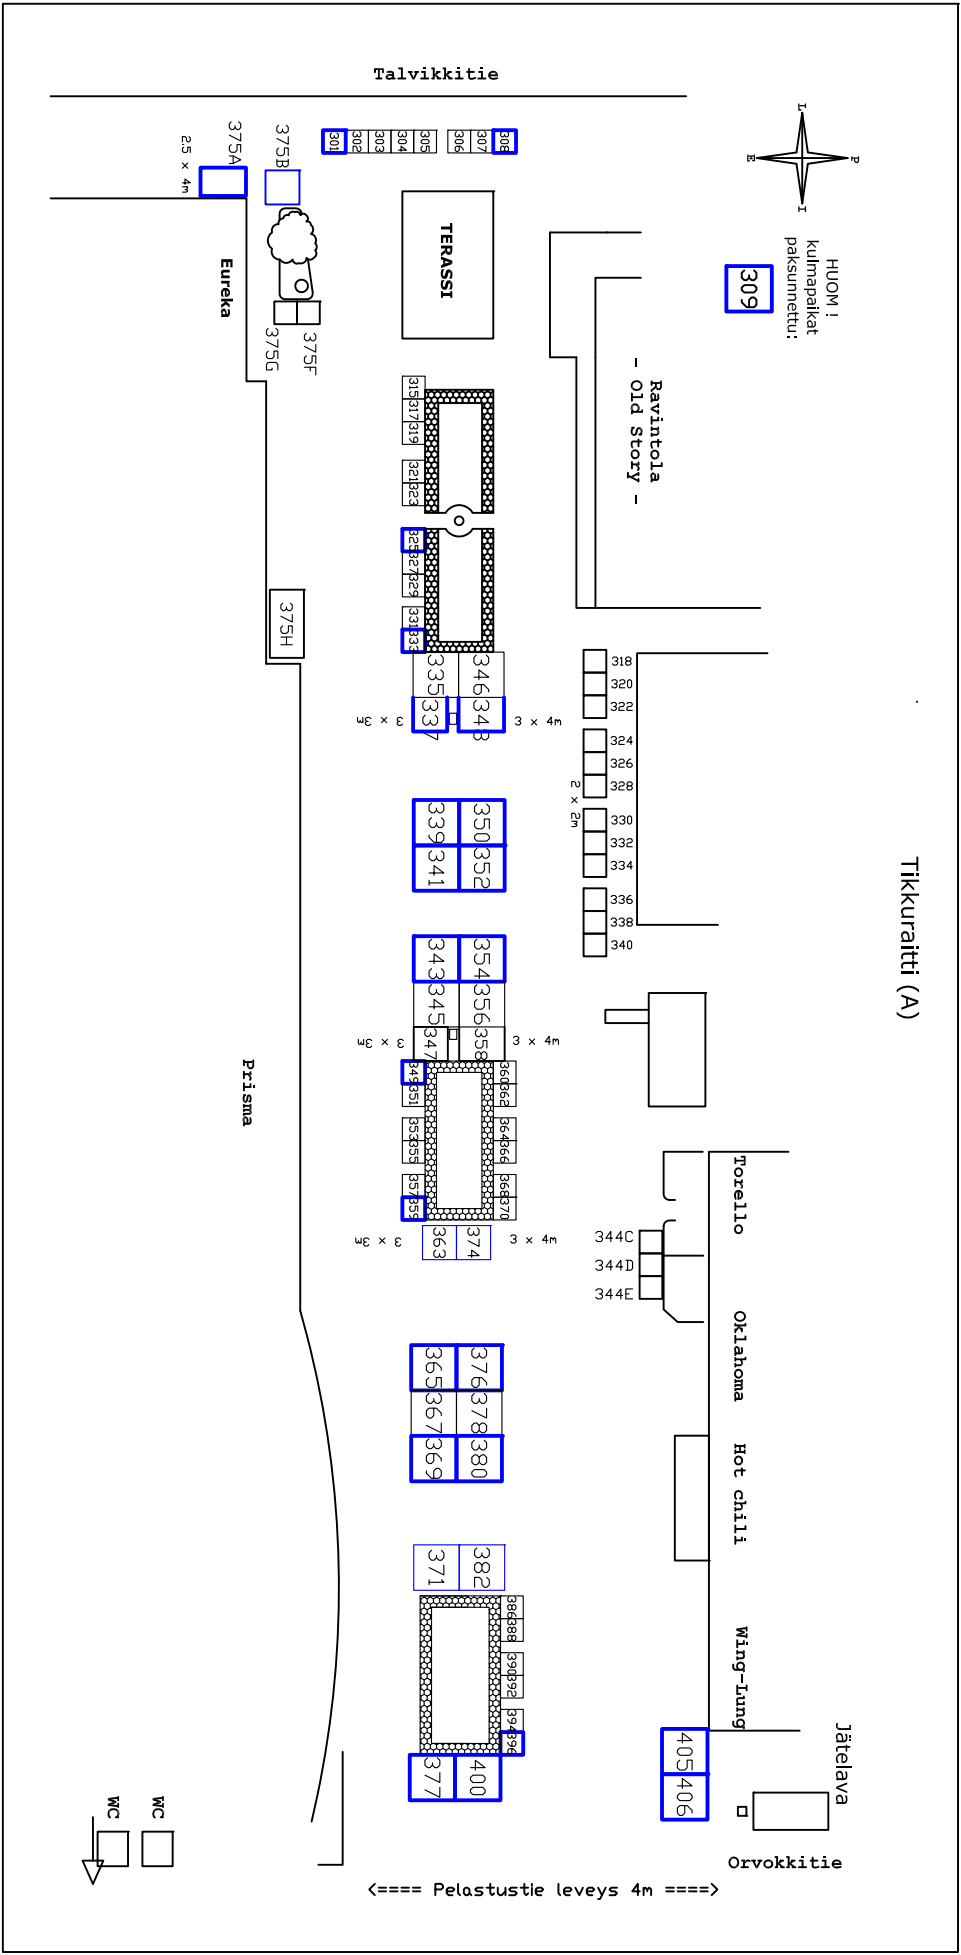 Talvikkitie
L
P
E
I
HUOM !
kulmapaikat
paksunnettu:
309
301
302
303
304
305
306
307
308
375A
375B
2.5 x 4m
TERASSI
Eureka
375G
375F
Ravintola
- Old Story -
315
317
319
321
323
325
327
329
331
333
375H
335
346
337
348
3 x 3m
3 x 4m
318
320
322
324
326
328
330
332
334
336
338
340
2 x 2m
339
350
341
352
Tikkuraitti (A)
343
354
345
356
347
358
3 x 3m
3 x 4m
Prisma
349
351
353
355
357
359
360
362
364
366
368
370
363
374
3 x 3m
3 x 4m
Torello
344C
344D
344E
Oklahoma
365
376
367
378
369
380
Hot chili
371
382
386
388
390
392
394
396
Wing-Lung
377
400
405
406
Jätelava
WC
WC
Orvokkitie
<==== Pelastustie leveys 4m ====>